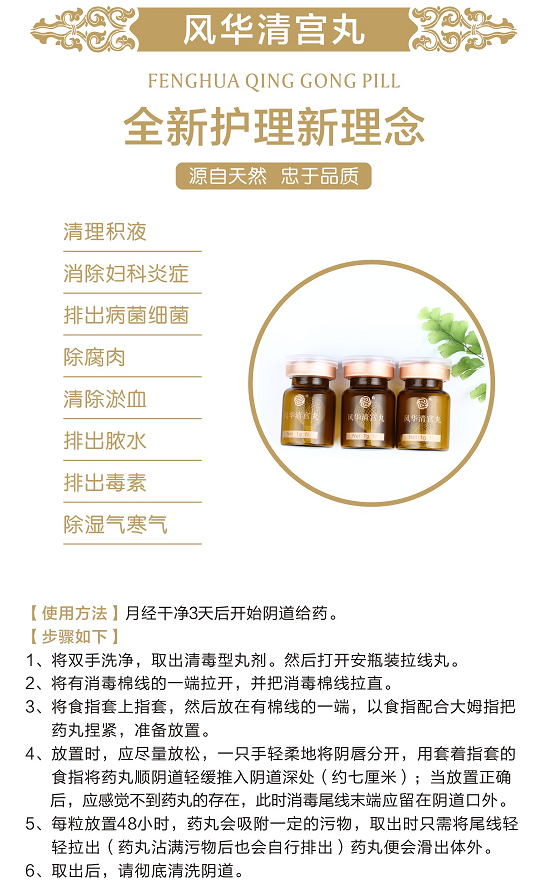 风华清宫丸
FENGHUA QING GONG PILL
全新护理新理念
源自天然 忠于品质
清理积液
消除妇科炎症
排出病菌细菌
除腐肉
清除淤血
排出脓水
排出毒素
除湿气寒气
风华清宫丸
风华清宫丸
风华清宫丸
【使用方法】月经干净3天后开始阴道给药。
【步骤如下】
1、将双手洗净，取出清毒型丸剂。然后打开安瓶装拉线丸。
2、将有消毒棉线的一端拉开，并把消毒棉线拉直。
3、将食指套上指套，然后放在有棉线的一端，以食指配合大姆指把
药丸捏紧，准备放置。
4、放置时，应尽量放松，一只手轻柔地将阴唇分开，用套着指套的
食指将药丸顺阴道轻缓推入阴道深处（约七厘米）；当放置正确
后，应感觉不到药丸的存在，此时消毒尾线末端应留在阴道口外。
5、每粒放置48小时，药丸会吸附一定的污物，取出时只需将尾线轻
轻拉出（药丸沾满污物后也会自行排出）药丸便会滑出体外。
6、取出后，请彻底清洗阴道。